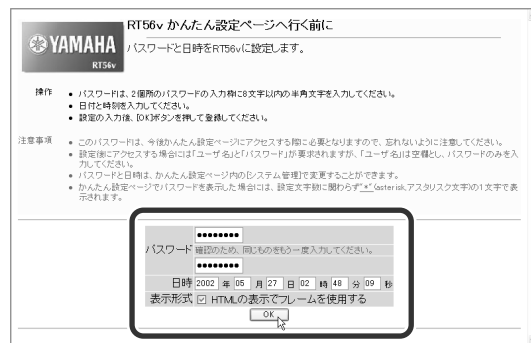 RT56v かんたん設定ページへ行く前に
YAMAHA
RT56v
パスワードと日時をRT56vに設定します。
操作
• パスワードは、2個所のパスワードの入力枠に8文字以内の半角文字を入力してください。
• 日付と時刻を入力してください。
• 設定の入力後、[OK]ボタンを押して登録してください。
注意事項
• このパスワードは、今後かんたん設定ページにアクセスする際に必要となりますので、忘れないように注意してください。
• 設定後にアクセスする場合には「ユーザ名」と「パスワード」が要求されますが、「ユーザ名」は空欄とし、パスワードのみを入
力してください。
• パスワードと日時は、かんたん設定ページ内の[システム管理]で変更することができます。
• かんたん設定ページでパスワードを表示した場合には、設定文字数に関わらず"*"(asterisk,アスタリスク文字)の1文字で表
示されます。
パスワード
••••••••
確認のため、同じものをもう一度入力してください。
••••••••
日時 2002 年 05 月 27 日 02 時 48 分 09 秒
表示形式 HTMLの表示でフレームを使用する
OK